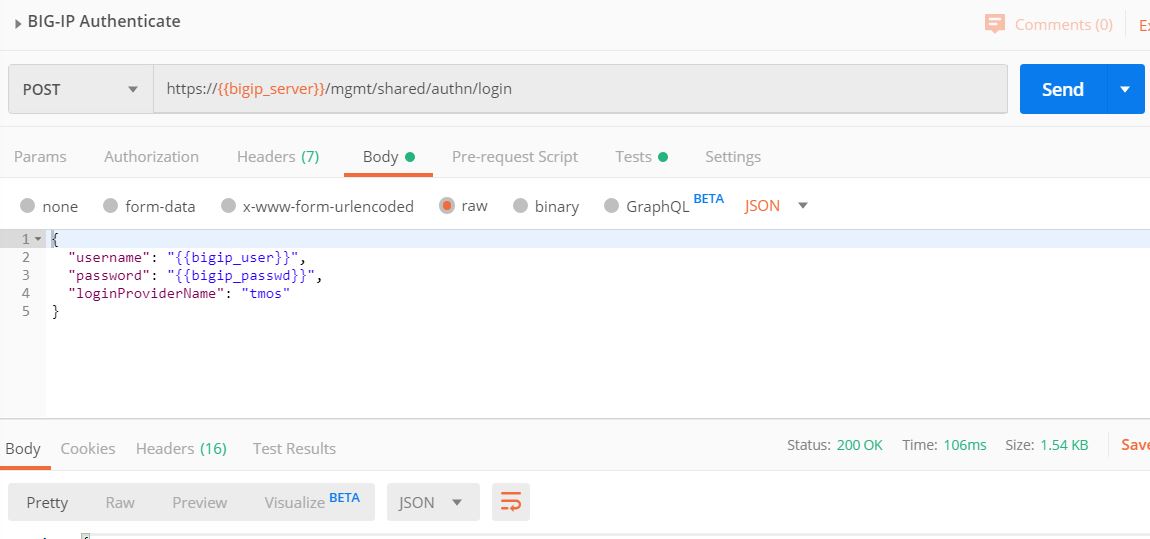 BIG-IP Authenticate
Comments (0)
POST https://{{bigip_server}}/mgmt/shared/authn/login Send
Params Authorization Headers (7) Body Pre-request Script Tests Settings
none form-data x-www-form-urlencoded raw binary GraphQL BETA JSON
1 {
2 "username": "{{bigip_user}}",
3 "password": "{{bigip_passwd}}",
4 "loginProviderName": "tmos"
5 }
Body Cookies Headers (16) Test Results Status: 200 OK Time: 106ms Size: 1.54 KB Save
Pretty Raw Preview Visualize BETA JSON
{